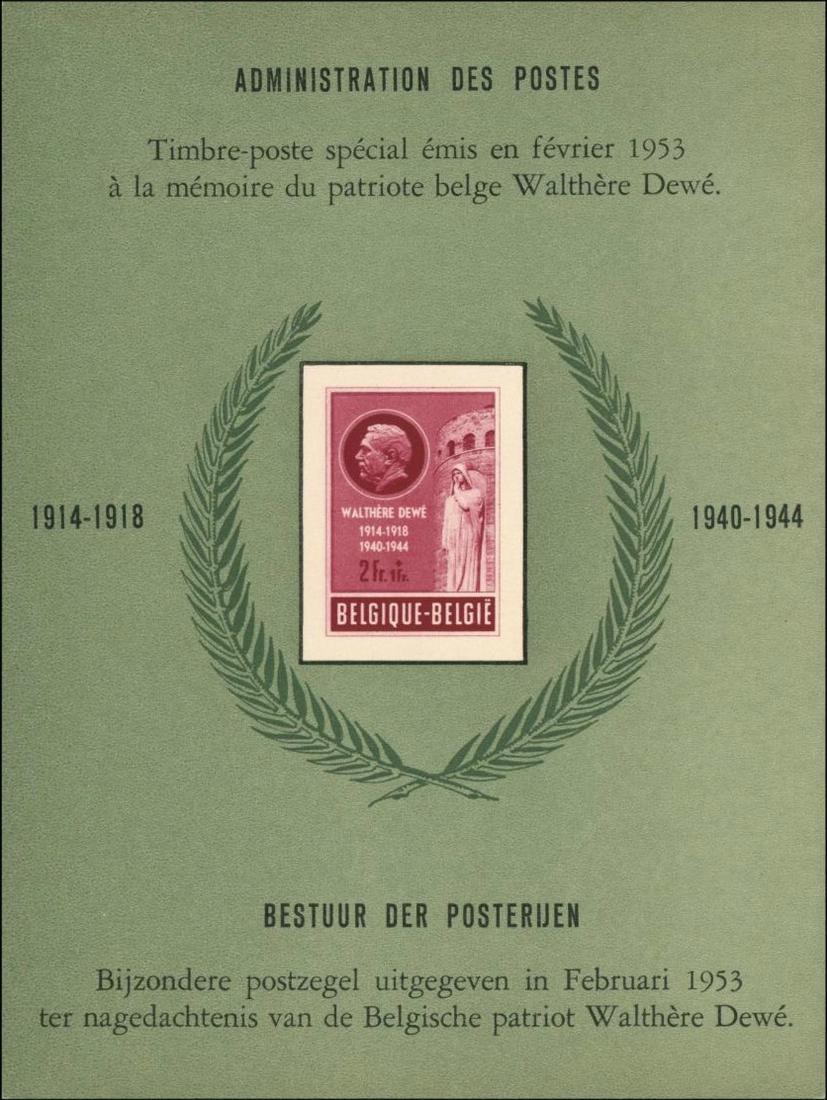 ADMINISTRATION DES POSTES
Timbre-poste spécial émis en février 1953
à la mémoire du patriote belge Walthère Dewé.
1914-1918
WALTHÈRE DEWÉ
1914-1918
1940-1944
2 Fr. + 1 Fr.
BELGIQUE-BELGIË
1940-1944
BESTUUR DER POSTERIJEN
Bijzondere postzegel uitgegeven in Februari 1953
ter nagedachtenis van de Belgische patriot Walthère Dewé.